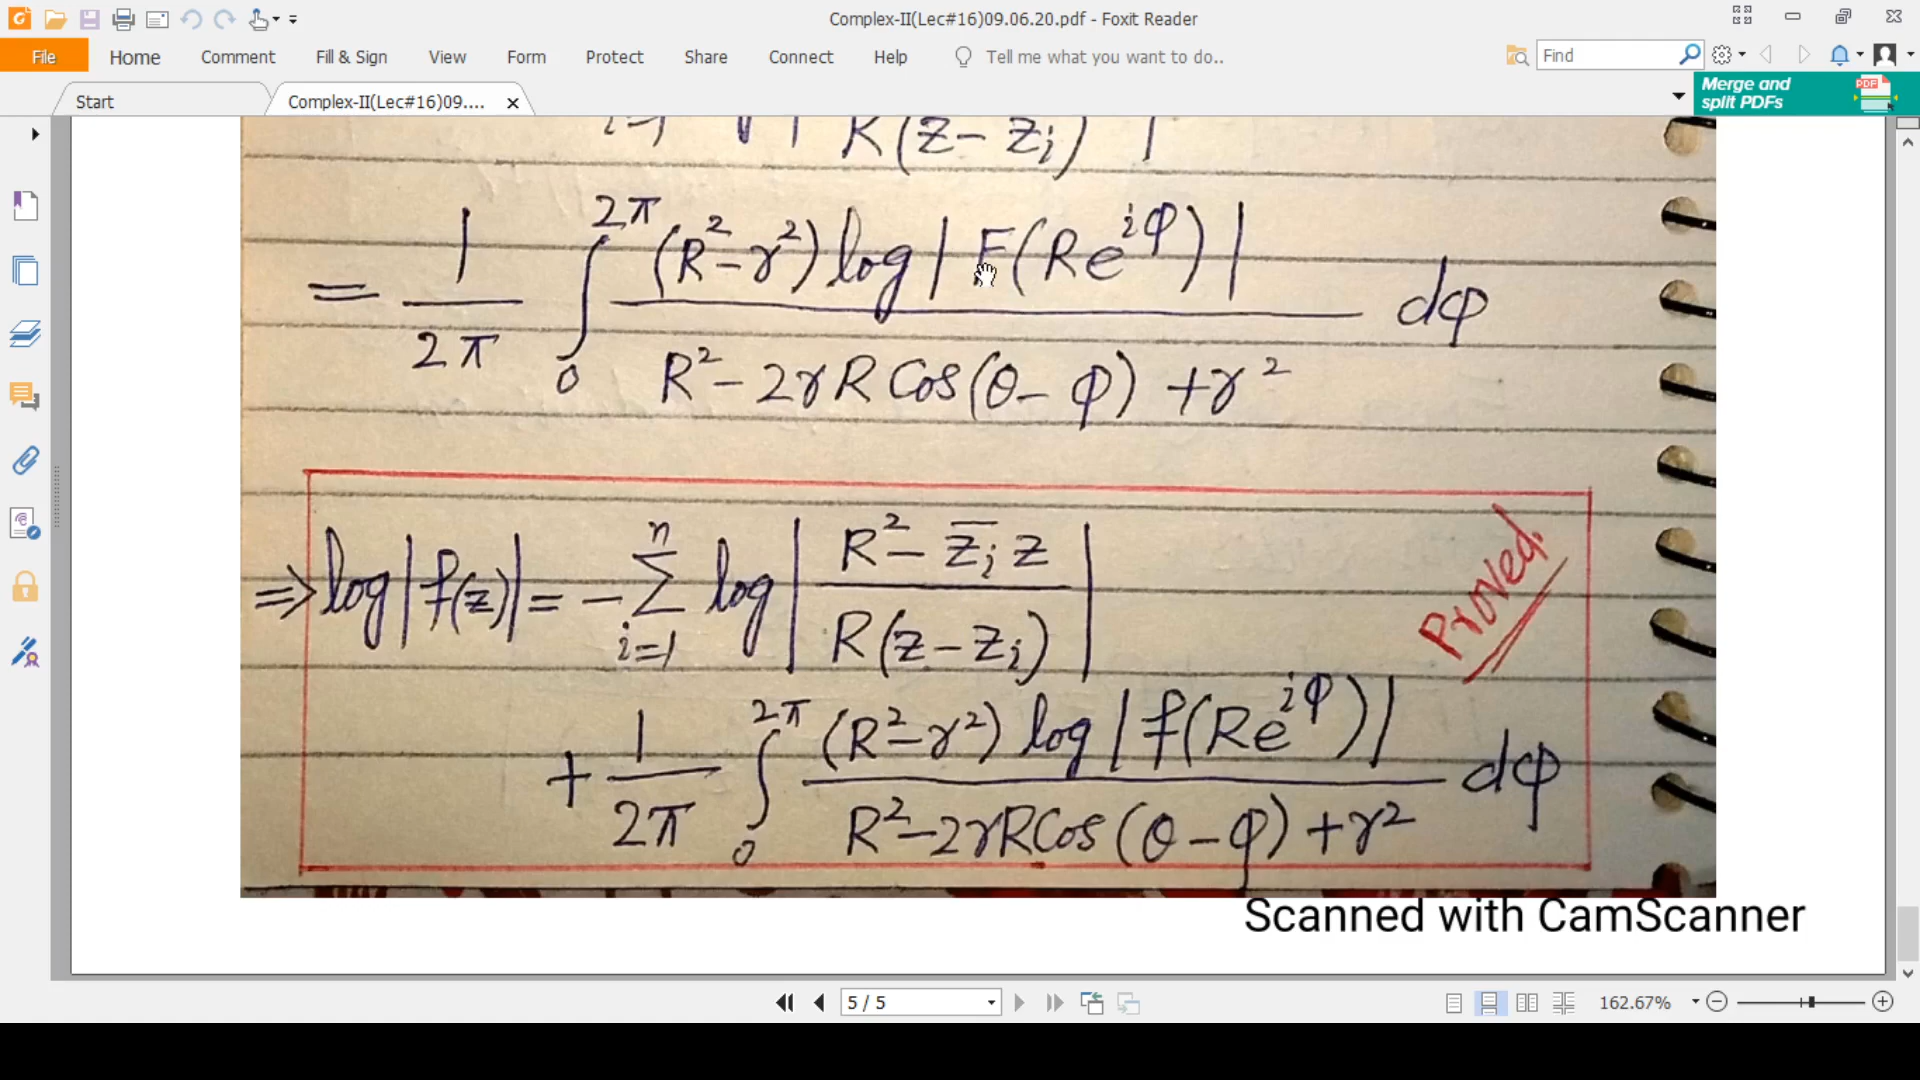 Complex-II(Lec#16)09.06.20.pdf - Foxit Reader
File Home Comment Fill & Sign View Form Protect Share Connect Help Tell me what you want to do.. Find
Start Complex-II(Lec#16)09.... Merge and
split PDFs
i=1 R(z - z_i) |
= 1/2π ∫_0^{2π} (R² - r²) log | F(Re^{iφ}) | / R² - 2rR Cos(θ - φ) + r² dφ
⇒ log|f(z)| = - Σ_{i=1}^{n} log | R² - z̄_i z / R(z - z_i) |
Proved.
+ 1/2π ∫_0^{2π} (R² - r²) log | f(Re^{iφ}) | / R² - 2rR Cos(θ - φ) + r² dφ
Scanned with CamScanner
5 / 5 162.67%